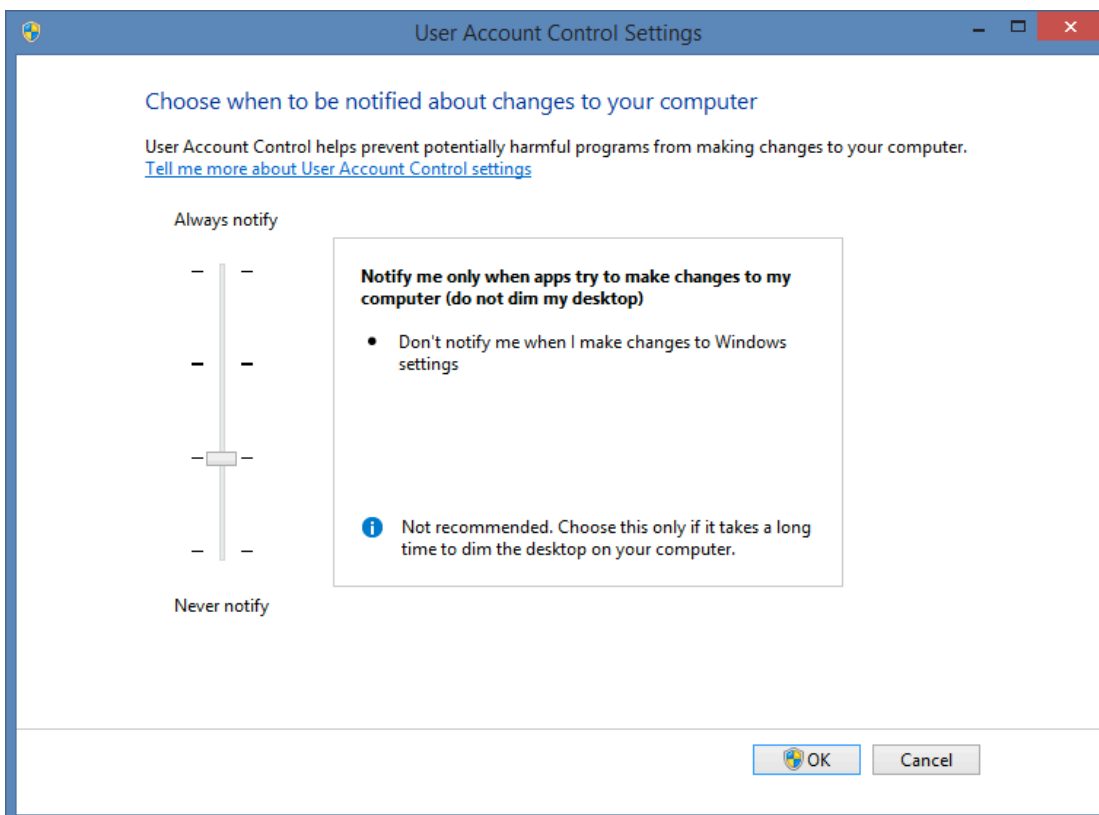 User Account Control Settings
Choose when to be notified about changes to your computer
User Account Control helps prevent potentially harmful programs from making changes to your computer.
Tell me more about User Account Control settings
Always notify
Notify me only when apps try to make changes to my
computer (do not dim my desktop)
• Don't notify me when I make changes to Windows
settings
Not recommended. Choose this only if it takes a long
time to dim the desktop on your computer.
Never notify
OK
Cancel